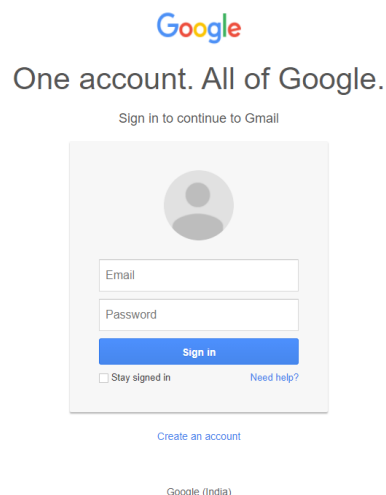 Google
One account. All of Google.
Sign in to continue to Gmail
Email
Password
Sign in
Stay signed in Need help?
Create an account
Google (India)